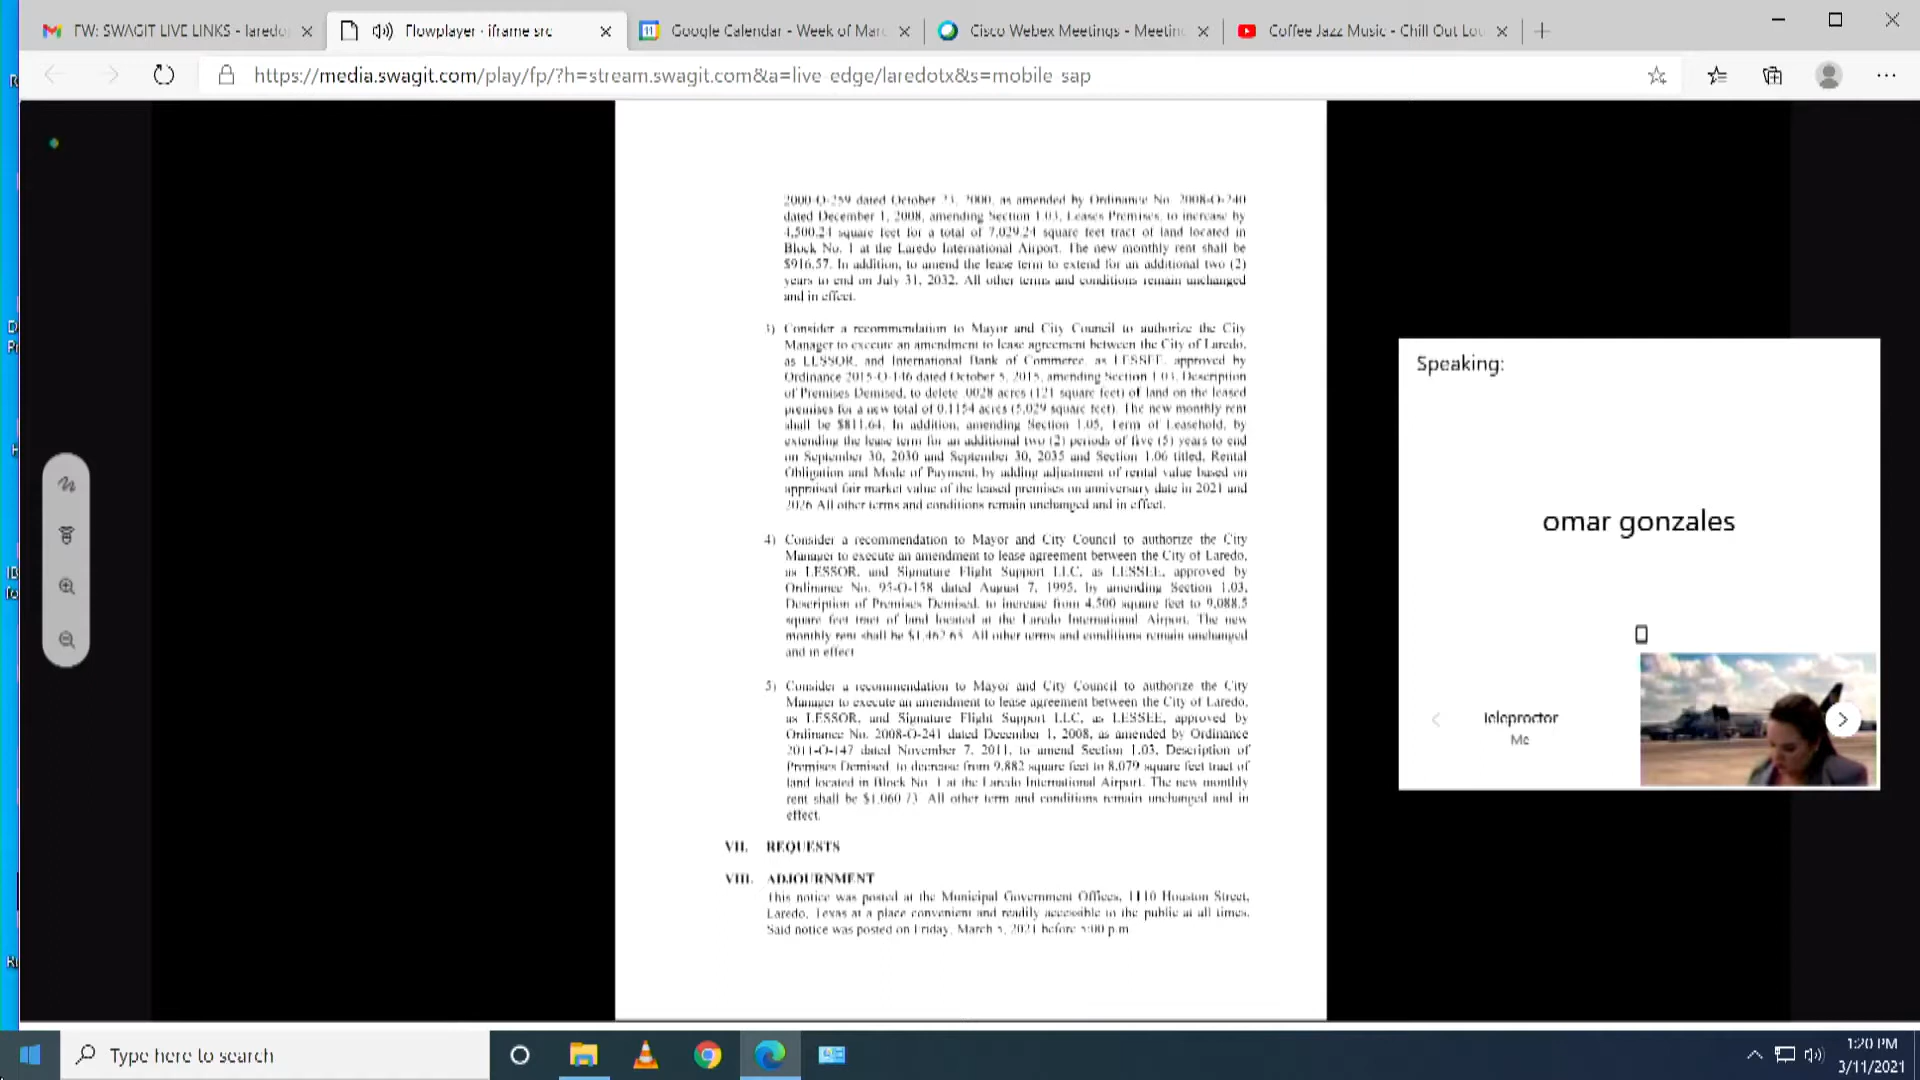 FW: SWAGIT LIVE LINKS - laredo
Flowplayer · iframe src
Google Calendar - Week of Mar
Cisco Webex Meetings - Meetin
Coffee Jazz Music - Chill Out Lou
https://media.swagit.com/play/fp/?h=stream.swagit.com&a=live-edge/laredotx&s=mobile-sap
2000-O-259 dated October 23, 2000, as amended by Ordinance No. 2008-O-240
dated December 1, 2008, amending Section 1.03, Leases Premises, to increase by
4,500.24 square feet for a total of 7,029.24 square feet tract of land located in
Block No. 1 at the Laredo International Airport. The new monthly rent shall be
$916.57. In addition, to amend the lease term to extend for an additional two (2)
years to end on July 31, 2032. All other terms and conditions remain unchanged
and in effect.
3) Consider a recommendation to Mayor and City Council to authorize the City
Manager to execute an amendment to lease agreement between the City of Laredo,
as LESSOR, and International Bank of Commerce, as LESSEE, approved by
Ordinance 2015-O-146 dated October 5, 2015, amending Section 1.03, Description
of Premises Demised, to delete .0028 acres (121 square feet) of land on the leased
premises for a new total of 0.1154 acres (5,029 square feet). The new monthly rent
shall be $811.64. In addition, amending Section 1.05, Term of Leasehold, by
extending the lease term for an additional two (2) periods of five (5) years to end
on September 30, 2030 and September 30, 2035 and Section 1.06 titled, Rental
Obligation and Mode of Payment, by adding adjustment of rental value based on
appraised fair market value of the leased premises on anniversary date in 2021 and
2026 All other terms and conditions remain unchanged and in effect.
4) Consider a recommendation to Mayor and City Council to authorize the City
Manager to execute an amendment to lease agreement between the City of Laredo,
as LESSOR, and Signature Flight Support LLC, as LESSEE, approved by
Ordinance No. 95-O-158 dated August 7, 1995, by amending Section 1.03,
Description of Premises Demised, to increase from 4,500 square feet to 9,088.5
square feet tract of land located at the Laredo International Airport. The new
monthly rent shall be $1,462.63. All other terms and conditions remain unchanged
and in effect
5) Consider a recommendation to Mayor and City Council to authorize the City
Manager to execute an amendment to lease agreement between the City of Laredo,
as LESSOR, and Signature Flight Support LLC, as LESSEE, approved by
Ordinance No. 2008-O-241 dated December 1, 2008, as amended by Ordinance
2011-O-147 dated November 7, 2011, to amend Section 1.03, Description of
Premises Demised, to decrease from 9,882 square feet to 8,079 square feet tract of
land located in Block No. 1 at the Laredo International Airport. The new monthly
rent shall be $1,060.73. All other term and conditions remain unchanged and in
effect.
VII. REQUESTS
VIII. ADJOURNMENT
This notice was posted at the Municipal Government Offices, 1110 Houston Street,
Laredo, Texas at a place convenient and readily accessible to the public at all times.
Said notice was posted on Friday, March 5, 2021 before 5:00 p.m.
Speaking:
omar gonzales
Teleproctor
Me
Type here to search
1:20 PM
3/11/2021